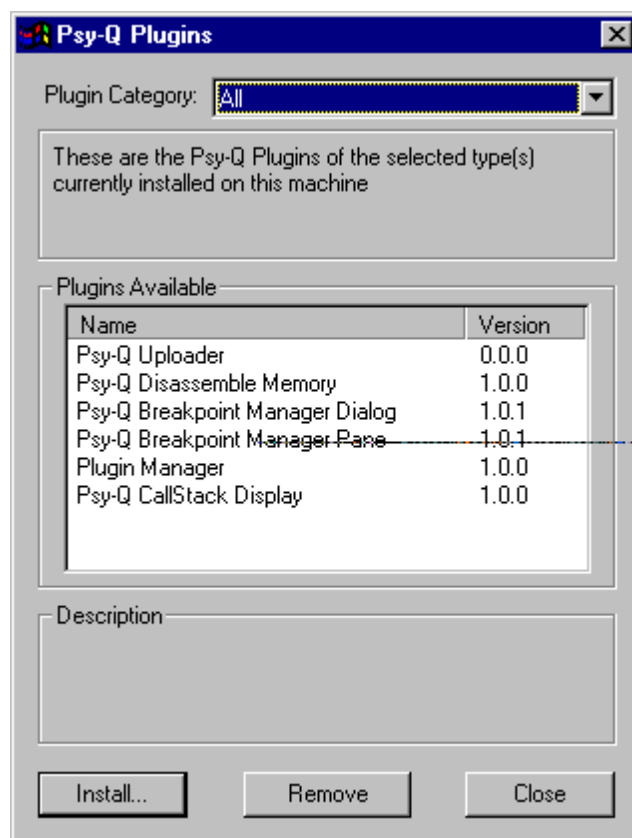 Psy-Q Plugins
Plugin Category: All
These are the Psy-Q Plugins of the selected type(s)
currently installed on this machine
Plugins Available
Name Version
Psy-Q Uploader 0.0.0
Psy-Q Disassemble Memory 1.0.0
Psy-Q Breakpoint Manager Dialog 1.0.1
Psy-Q Breakpoint Manager Pane 1.0.1
Plugin Manager 1.0.0
Psy-Q CallStack Display 1.0.0
Description
Install... Remove Close